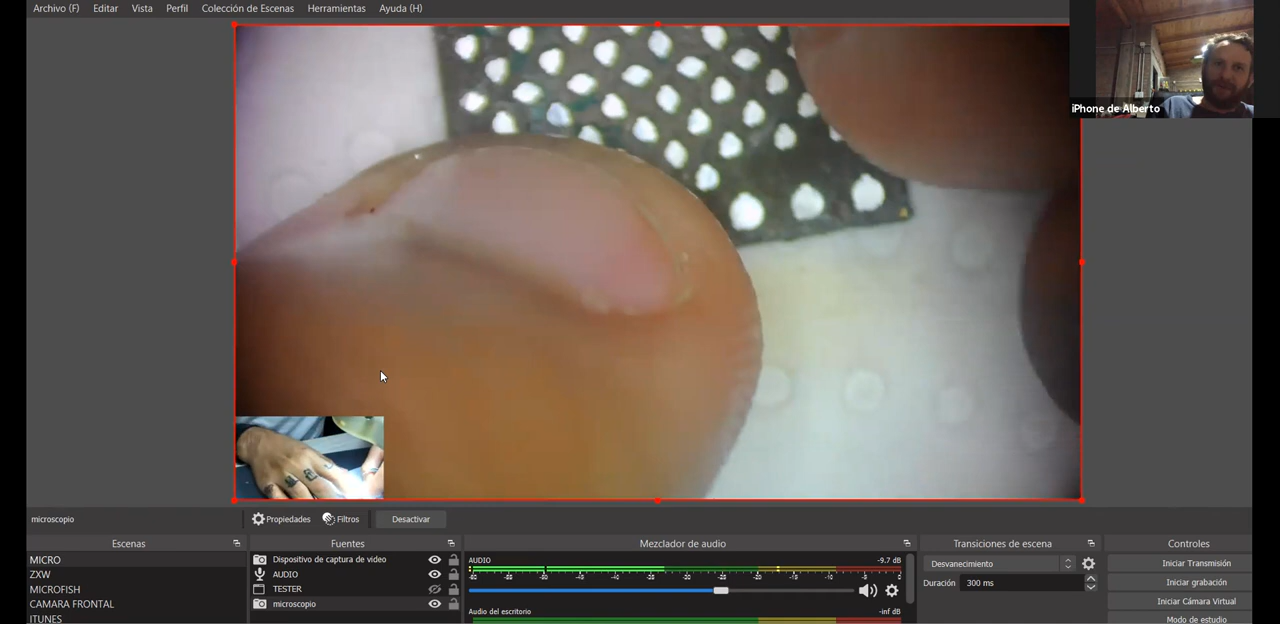 Archivo (F) Editar Vista Perfil Colección de Escenas Herramientas Ayuda (H)
iPhone de Alberto
microscopio Propiedades Filtros Desactivar
Escenas Fuentes Mezclador de audio Transiciones de escena Controles
MICRO
ZXW
MICROFISH
CAMARA FRONTAL
ITUNES
Dispositivo de captura de video
AUDIO
TESTER
microscopio
AUDIO -9.7 dB
Audio del escritorio -inf dB
Desvanecimiento
Duración 300 ms
Iniciar Transmisión
Iniciar grabación
Iniciar Cámara Virtual
Modo de estudio